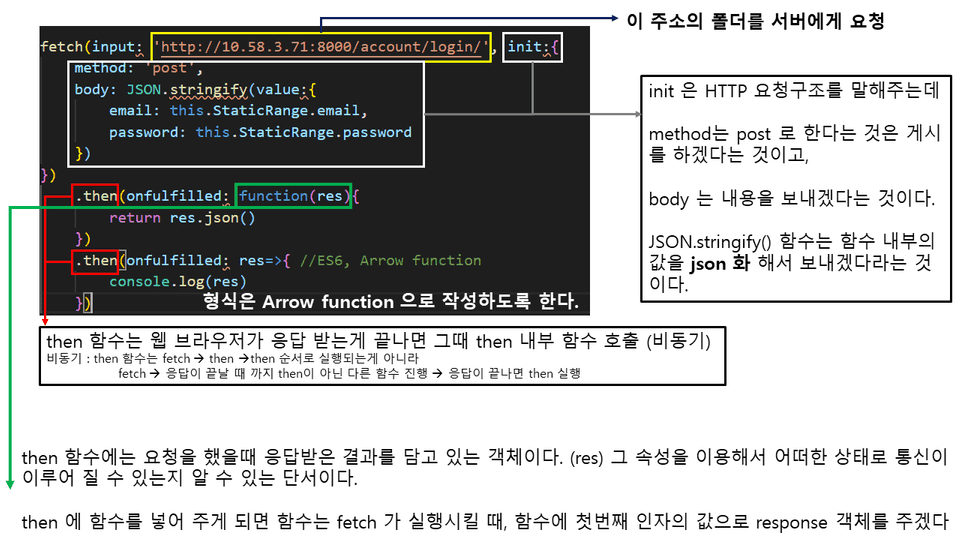 이 주소의 폴더를 서버에게 요청
fetch(input: 'http://10.58.3.71:8000/account/login/', init:{
method: 'post',
body: JSON.stringify(value:{
email: this.StaticRange.email,
password: this.StaticRange.password
})
})
.then(onfulfilled: function(res){
return res.json()
})
.then(onfulfilled: res=>{ //ES6, Arrow function
console.log(res)
})
형식은 Arrow function 으로 작성하도록 한다.
init 은 HTTP 요청구조를 말해주는데
method는 post 로 한다는 것은 게시
를 하겠다는 것이고,
body 는 내용을 보내겠다는 것이다.
JSON.stringify() 함수는 함수 내부의
값을 json 화 해서 보내겠다라는 것
이다.
then 함수는 웹 브라우저가 응답 받는게 끝나면 그때 then 내부 함수 호출 (비동기)
비동기 : then 함수는 fetch → then →then 순서로 실행되는게 아니라
fetch → 응답이 끝날 때 까지 then이 아닌 다른 함수 진행 → 응답이 끝나면 then 실행
then 함수에는 요청을 했을때 응답받은 결과를 담고 있는 객체이다. (res) 그 속성을 이용해서 어떠한 상태로 통신이
이루어 질 수 있는지 알 수 있는 단서이다.
then 에 함수를 넣어 주게 되면 함수는 fetch 가 실행시킬 때, 함수에 첫번째 인자의 값으로 response 객체를 주겠다